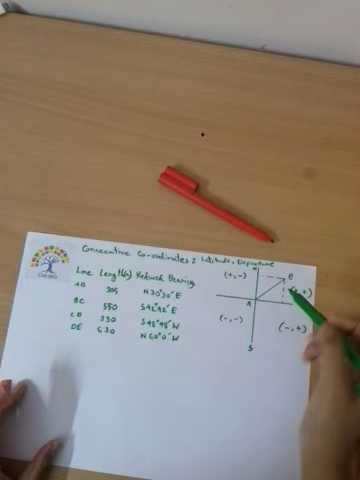 Consecutive Co-ordinates: Latitude, Departure
Line Length(m) Reduced Bearing
AB 305 N30°30'E
BC 550 S42°42'E
CD 330 S45°45'W
DE 630 N60°0'W
N
(+,-)
B
A
(-,-)
(-,+)
S